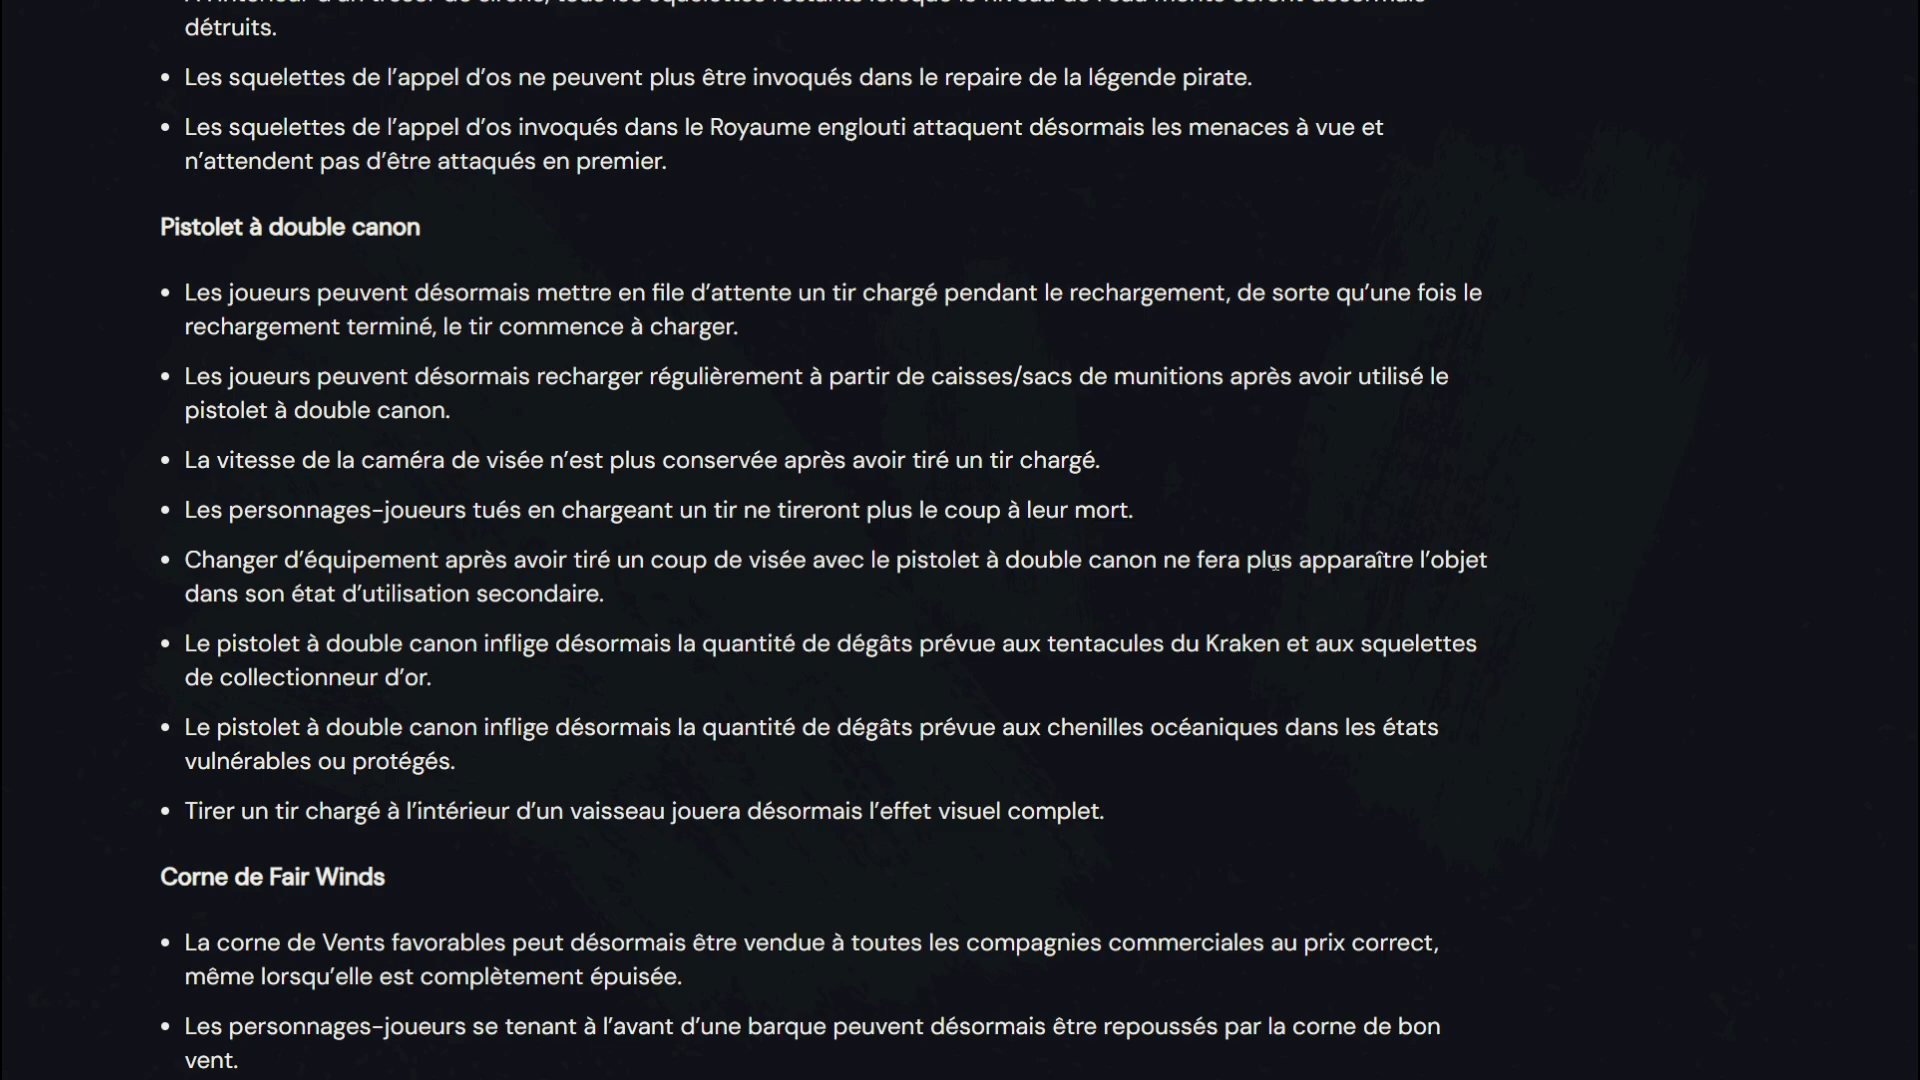 détruits.
• Les squelettes de l’appel d’os ne peuvent plus être invoqués dans le repaire de la légende pirate.
• Les squelettes de l’appel d’os invoqués dans le Royaume englouti attaquent désormais les menaces à vue et
n’attendent pas d’être attaqués en premier.
Pistolet à double canon
• Les joueurs peuvent désormais mettre en file d’attente un tir chargé pendant le rechargement, de sorte qu’une fois le
rechargement terminé, le tir commence à charger.
• Les joueurs peuvent désormais recharger régulièrement à partir de caisses/sacs de munitions après avoir utilisé le
pistolet à double canon.
• La vitesse de la caméra de visée n’est plus conservée après avoir tiré un tir chargé.
• Les personnages-joueurs tués en chargeant un tir ne tireront plus le coup à leur mort.
• Changer d’équipement après avoir tiré un coup de visée avec le pistolet à double canon ne fera plus apparaître l’objet
dans son état d’utilisation secondaire.
• Le pistolet à double canon inflige désormais la quantité de dégâts prévue aux tentacules du Kraken et aux squelettes
de collectionneur d’or.
• Le pistolet à double canon inflige désormais la quantité de dégâts prévue aux chenilles océaniques dans les états
vulnérables ou protégés.
• Tirer un tir chargé à l’intérieur d’un vaisseau jouera désormais l’effet visuel complet.
Corne de Fair Winds
• La corne de Vents favorables peut désormais être vendue à toutes les compagnies commerciales au prix correct,
même lorsqu’elle est complètement épuisée.
• Les personnages-joueurs se tenant à l’avant d’une barque peuvent désormais être repoussés par la corne de bon
vent.